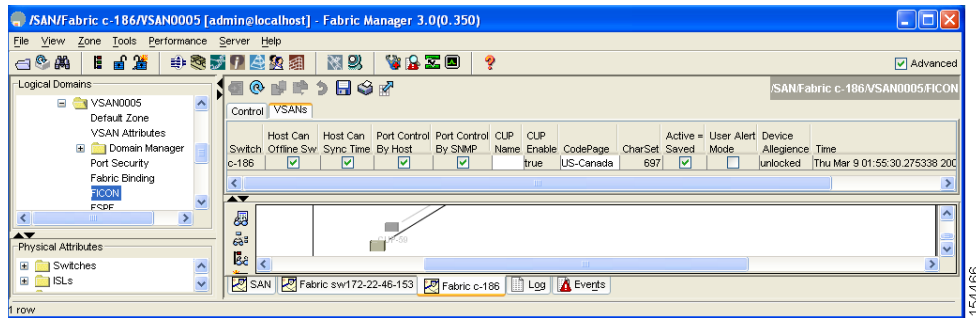 /SAN/Fabric c-186/VSAN0005 [admin@localhost] - Fabric Manager 3.0(0.350)
File View Zone Tools Performance Server Help
Advanced
Logical Domains
/SAN/Fabric c-186/VSAN0005/FICON
VSAN0005
Default Zone
VSAN Attributes
Domain Manager
Port Security
Fabric Binding
FICON
FSPF
Control VSANs
Host Can Host Can Port Control Port Control CUP CUP Active = User Alert Device
Switch Offline Sw Sync Time By Host By SNMP Name Enable CodePage CharSet Saved Mode Allegience Time
c-186 true US-Canada 697 unlocked Thu Mar 9 01:55:30.275338 200
Physical Attributes
Switches
ISLs
SAN Fabric sw172-22-46-153 Fabric c-186 Log Events
1 row
154466